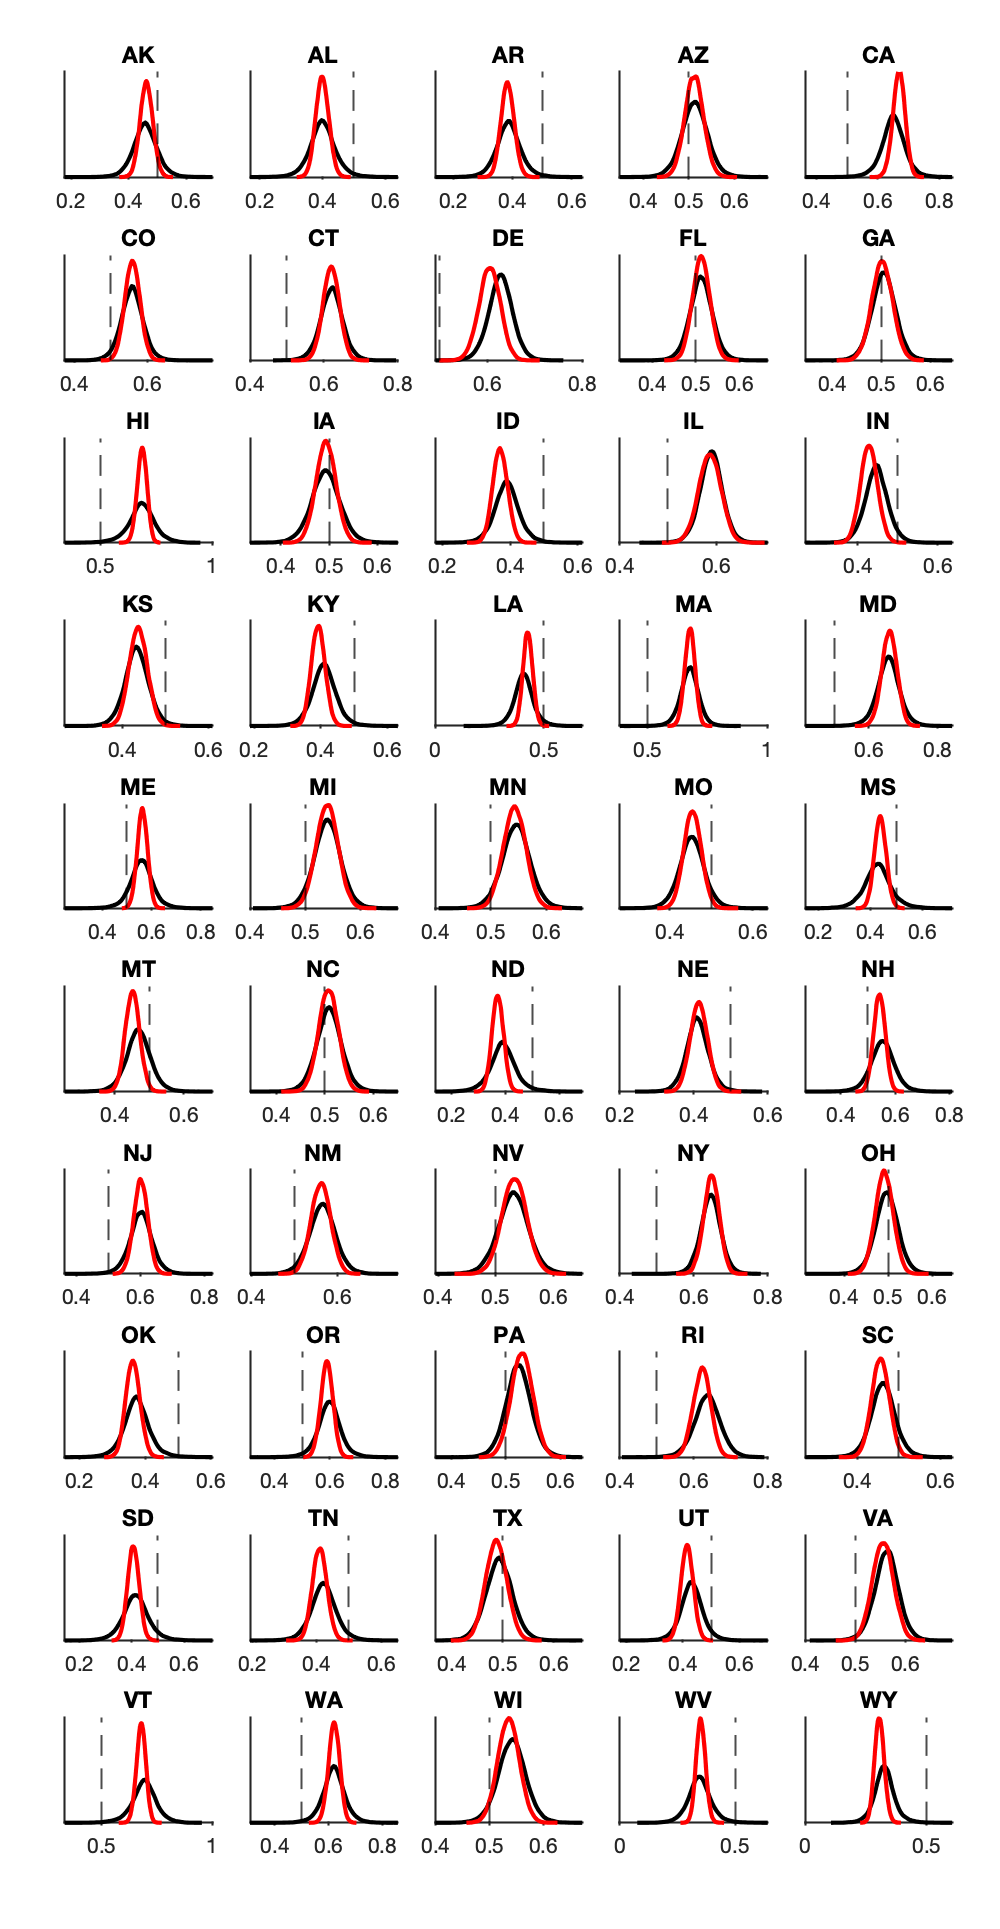 AK AL AR AZ CA
0.2 0.4 0.6 0.2 0.4 0.6 0.2 0.4 0.6 0.4 0.5 0.6 0.4 0.6 0.8
CO CT DE FL GA
0.4 0.6 0.4 0.6 0.8 0.6 0.8 0.4 0.5 0.6 0.4 0.5 0.6
HI IA ID IL IN
0.5 1 0.4 0.5 0.6 0.2 0.4 0.6 0.4 0.6 0.4 0.6
KS KY LA MA MD
0.4 0.6 0.2 0.4 0.6 0 0.5 0.5 1 0.6 0.8
ME MI MN MO MS
0.4 0.6 0.8 0.4 0.5 0.6 0.4 0.5 0.6 0.4 0.6 0.2 0.4 0.6
MT NC ND NE NH
0.4 0.6 0.4 0.5 0.6 0.2 0.4 0.6 0.2 0.4 0.6 0.4 0.6 0.8
NJ NM NV NY OH
0.4 0.6 0.8 0.4 0.6 0.4 0.5 0.6 0.4 0.6 0.8 0.4 0.5 0.6
OK OR PA RI SC
0.2 0.4 0.6 0.4 0.6 0.8 0.4 0.5 0.6 0.4 0.6 0.8 0.4 0.6
SD TN TX UT VA
0.2 0.4 0.6 0.2 0.4 0.6 0.4 0.5 0.6 0.2 0.4 0.6 0.4 0.5 0.6
VT WA WI WV WY
0.5 1 0.4 0.6 0.8 0.4 0.5 0.6 0 0.5 0 0.5